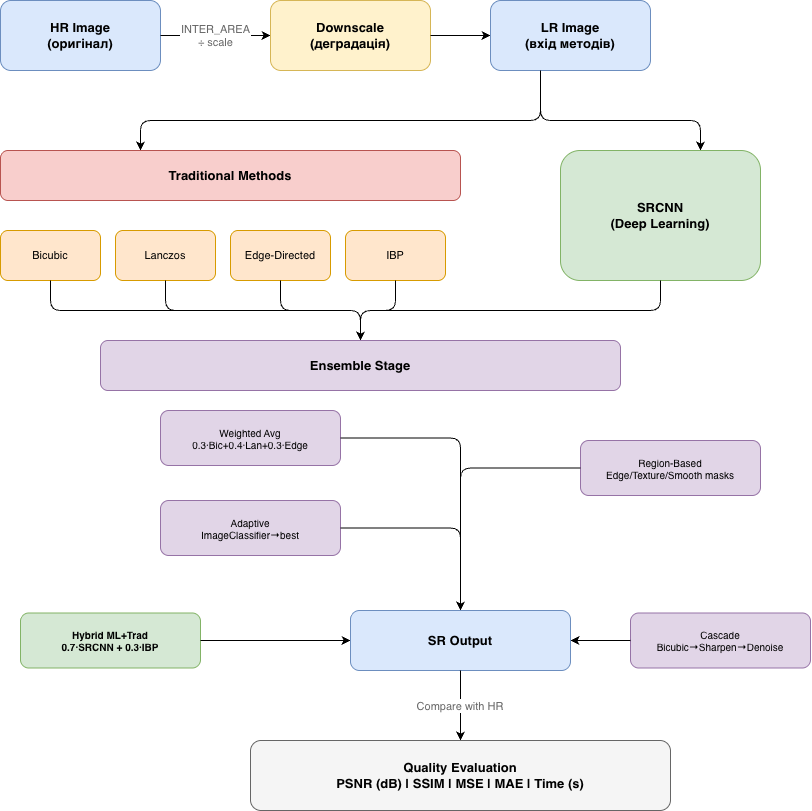 HR Image
(оригінал)
INTER_AREA
÷ scale
Downscale
(деградація)
LR Image
(вхід методів)
Traditional Methods
SRCNN
(Deep Learning)
Bicubic
Lanczos
Edge-Directed
IBP
Ensemble Stage
Weighted Avg
0.3·Bic+0.4·Lan+0.3·Edge
Region-Based
Edge/Texture/Smooth masks
Adaptive
ImageClassifier→best
Hybrid ML+Trad
0.7·SRCNN + 0.3·IBP
SR Output
Cascade
Bicubic→Sharpen→Denoise
Compare with HR
Quality Evaluation
PSNR (dB) | SSIM | MSE | MAE | Time (s)